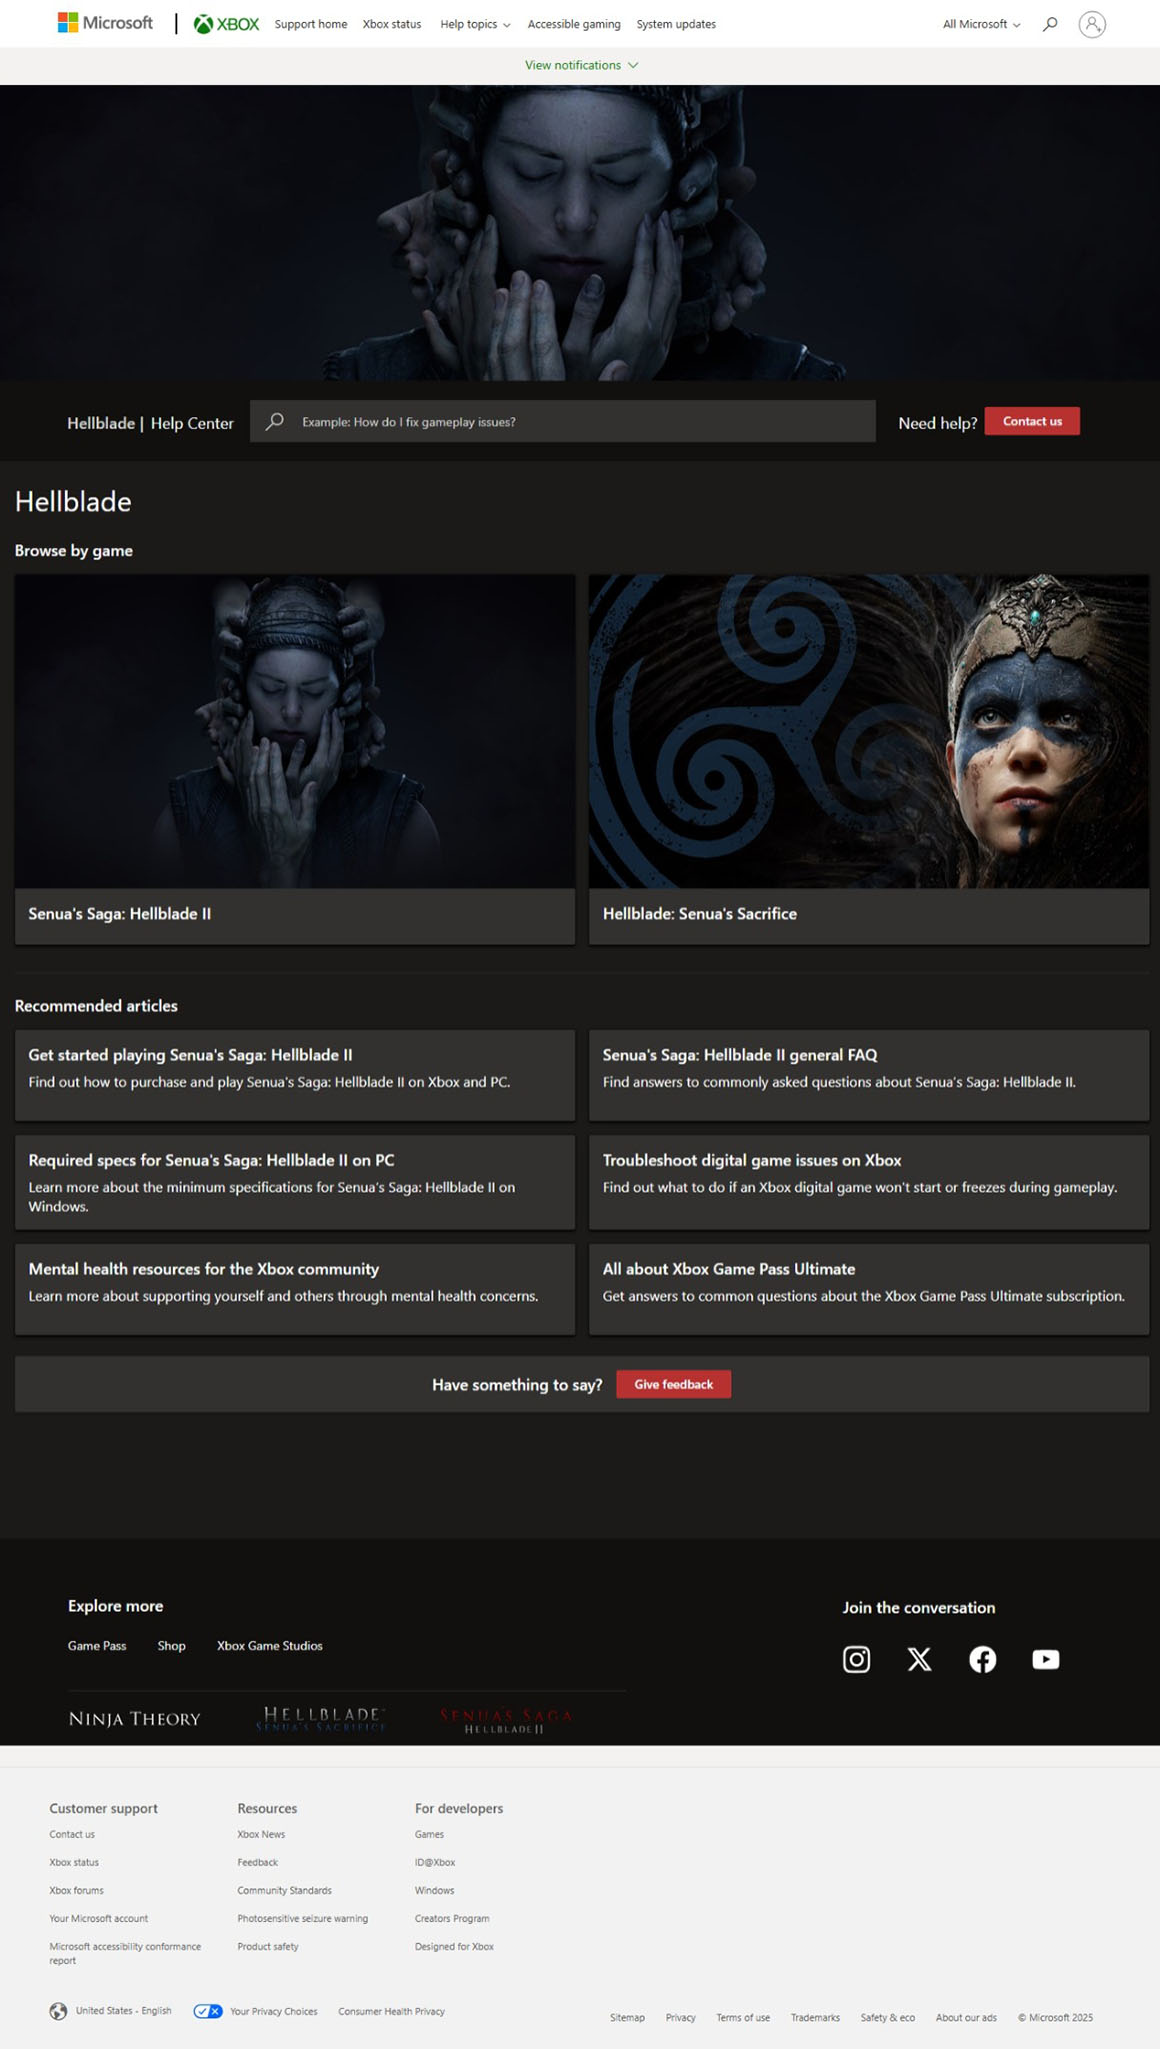 Microsoft
XBOX
Support home
Xbox status
Help topics
Accessible gaming
System updates
All Microsoft
View notifications
Hellblade | Help Center
Example: How do I fix gameplay issues?
Need help?
Contact us
Hellblade
Browse by game
Senua's Saga: Hellblade II
Hellblade: Senua's Sacrifice
Recommended articles
Get started playing Senua's Saga: Hellblade II
Find out how to purchase and play Senua's Saga: Hellblade II on Xbox and PC.
Senua's Saga: Hellblade II general FAQ
Find answers to commonly asked questions about Senua's Saga: Hellblade II.
Required specs for Senua's Saga: Hellblade II on PC
Learn more about the minimum specifications for Senua's Saga: Hellblade II on
Windows.
Troubleshoot digital game issues on Xbox
Find out what to do if an Xbox digital game won't start or freezes during gameplay.
Mental health resources for the Xbox community
Learn more about supporting yourself and others through mental health concerns.
All about Xbox Game Pass Ultimate
Get answers to common questions about the Xbox Game Pass Ultimate subscription.
Have something to say?
Give feedback
Explore more
Game Pass
Shop
Xbox Game Studios
Join the conversation
NINJA THEORY
HELLBLADE
SENUA'S SACRIFICE
SENUA'S SAGA
HELLBLADE II
Customer support
Contact us
Xbox status
Xbox forums
Your Microsoft account
Microsoft accessibility conformance
report
Resources
Xbox News
Feedback
Community Standards
Photosensitive seizure warning
Product safety
For developers
Games
ID@Xbox
Windows
Creators Program
Designed for Xbox
United States - English
Your Privacy Choices
Consumer Health Privacy
Sitemap
Privacy
Terms of use
Trademarks
Safety & eco
About our ads
© Microsoft 2025